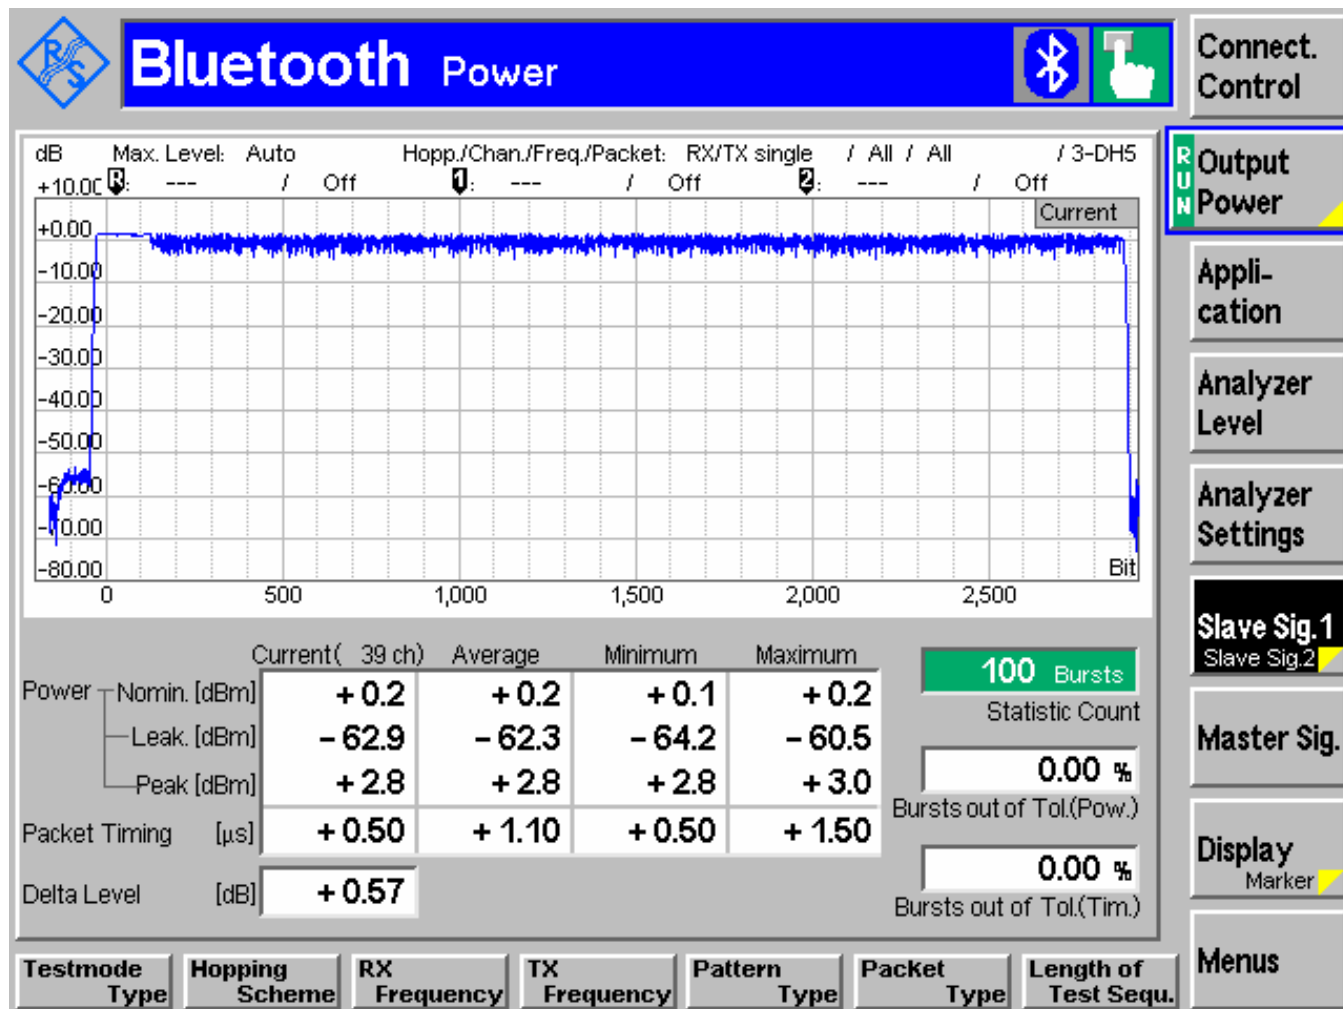 R S
Bluetooth Power
Connect. Control
dB Max. Level: Auto Hopp./Chan./Freq./Packet: RX/TX single / All / All / 3-DH5
+10.00 R: --- / Off 1: --- / Off 2: --- / Off
Current
+0.00
-10.00
-20.00
-30.00
-40.00
-50.00
-60.00
-70.00
-80.00
Bit
0 500 1,000 1,500 2,000 2,500
Current( 39 ch) Average Minimum Maximum
Power Nomin. [dBm] +0.2 +0.2 +0.1 +0.2
Leak. [dBm] -62.9 -62.3 -64.2 -60.5
Peak [dBm] +2.8 +2.8 +2.8 +3.0
Packet Timing [µs] +0.50 +1.10 +0.50 +1.50
Delta Level [dB] +0.57
100 Bursts
Statistic Count
0.00 %
Bursts out of Tol.(Pow.)
0.00 %
Bursts out of Tol.(Tim.)
RUN
Output
Power
Appli-
cation
Analyzer
Level
Analyzer
Settings
Slave Sig.1
Slave Sig.2
Master Sig.
Display
Marker
Menus
Testmode Type
Hopping Scheme
RX Frequency
TX Frequency
Pattern Type
Packet Type
Length of Test Sequ.